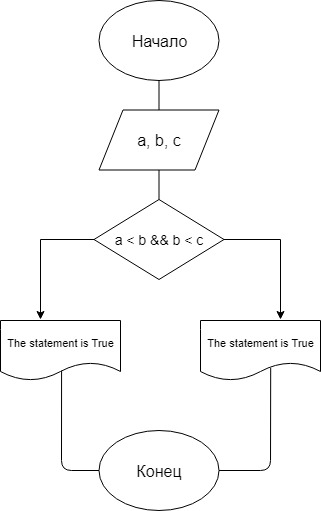 Начало
a, b, c
a < b && b < c
The statement is True
The statement is True
Конец